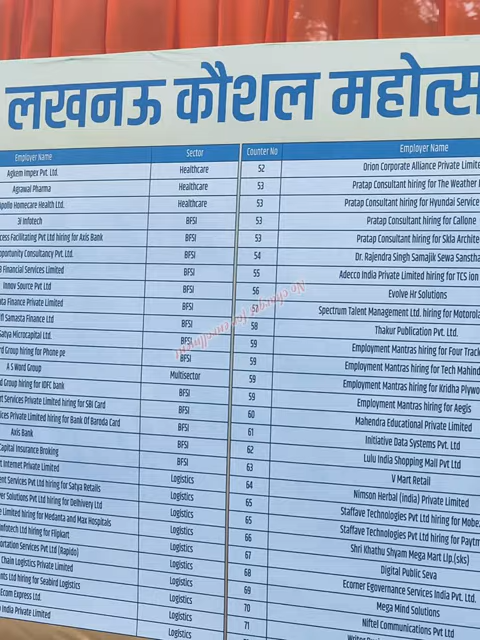 लखनऊ कौशल महोत्स
Employer Name Sector
Agkem Impex Pvt. Ltd. Healthcare
Agrawal Pharma Healthcare
Apollo Homecare Health Ltd. Healthcare
3i Infotech BFSI
Facilitating Pvt Ltd hiring for Axis Bank BFSI
Consultancy Pvt. Ltd. BFSI
Financial Services Limited BFSI
Innov Source Pvt Ltd BFSI
Finance Private Limited BFSI
Samasta Finance Ltd BFSI
Satya Microcapital Ltd. BFSI
Group hiring for Phone pe BFSI
A S Word Group Multisector
Group hiring for IDFC bank BFSI
Services Private Limited hiring for SBI Card BFSI
Private Limited hiring for Bank Of Baroda Card BFSI
Axis Bank BFSI
Capital Insurance Broking BFSI
Internet Private Limited BFSI
Services Pvt Ltd hiring for Satya Retails Logistics
Solutions Pvt Ltd for Delhivery Ltd Logistics
Limited hiring for Medanta and Max Hospitals Logistics
Infotech Ltd hiring for Flipkart Logistics
Services Pvt Ltd (Rapido) Logistics
Chain Logistics Private Limited Logistics
Ltd hiring for Seabird Logistics Logistics
Ecom Express Ltd. Logistics
India Private Limited Logistics
Logistics
Counter No Employer Name
52 Orion Corporate Alliance Private Limite
53 Pratap Consultant hiring for The Weather
53 Pratap Consultant hiring for Hyundai Service
53 Pratap Consultant hiring for Callone
53 Pratap Consultant hiring for Skla Archite
54 Dr. Rajendra Singh Samajik Sewa Sanstha
55 Adecco India Private Limited hiring for TCS ion
56 Evolve Hr Solutions
57 Spectrum Talent Management Ltd. hiring for Motorola
58 Thakur Publication Pvt. Ltd.
59 Employment Mantras hiring for Four Track
59 Employment Mantras hiring for Tech Mahind
59 Employment Mantras hiring for Kridha Plywo
59 Employment Mantras hiring for Aegis
60 Mahendra Educational Private Limited
61 Initiative Data Systems Pvt. Ltd
62 Lulu India Shopping Mall Pvt Ltd
63 V Mart Retail
64 Nimson Herbal (India) Private Limited
65 Staffave Technologies Pvt Ltd hiring for Mobe
65 Staffave Technologies Pvt Ltd hiring for Paytm
67 Shri Khathu Shyam Mega Mart Llp.(sks)
68 Digital Public Seva
69 Ecorner Egovernance Services India Pvt. Ltd.
70 Mega Mind Solutions
71 Niftel Communications Pvt Ltd
No charges for enrollment